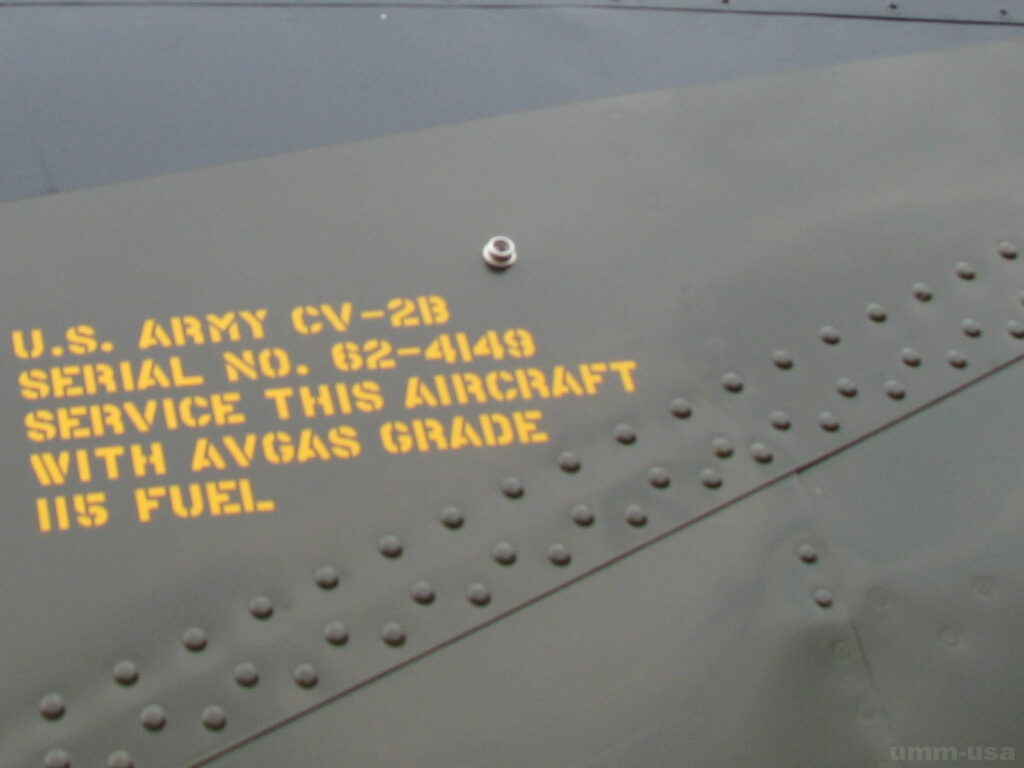 U.S. ARMY CV-2B
SERIAL NO. 62-4149
SERVICE THIS AIRCRAFT
WITH AVGAS GRADE
115 FUEL
umm-usa